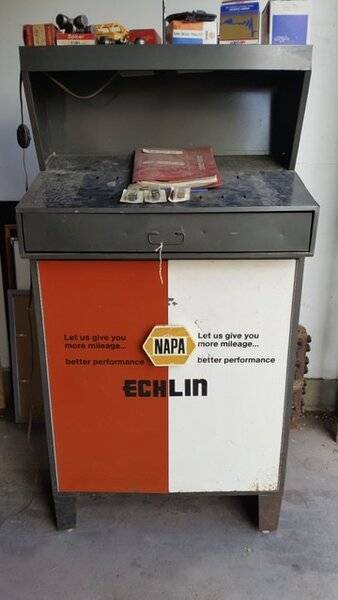 Let us give you
more mileage...
better performance
NAPA
Let us give you
more mileage...
better performance
ECHLIN